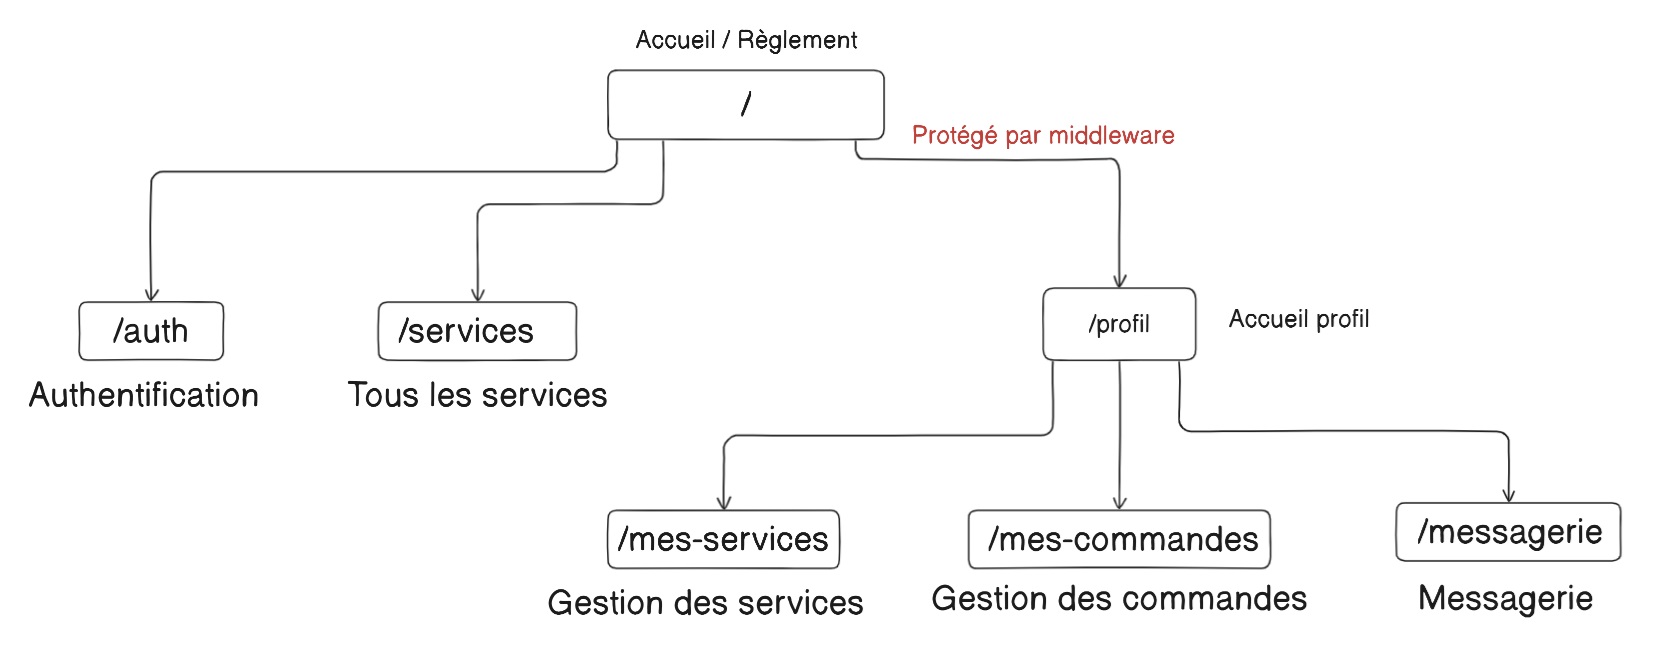 Accueil / Règlement
/
Protégé par middleware
/auth
Authentification
/services
Tous les services
/profil
Accueil profil
/mes-services
Gestion des services
/mes-commandes
Gestion des commandes
/messagerie
Messagerie